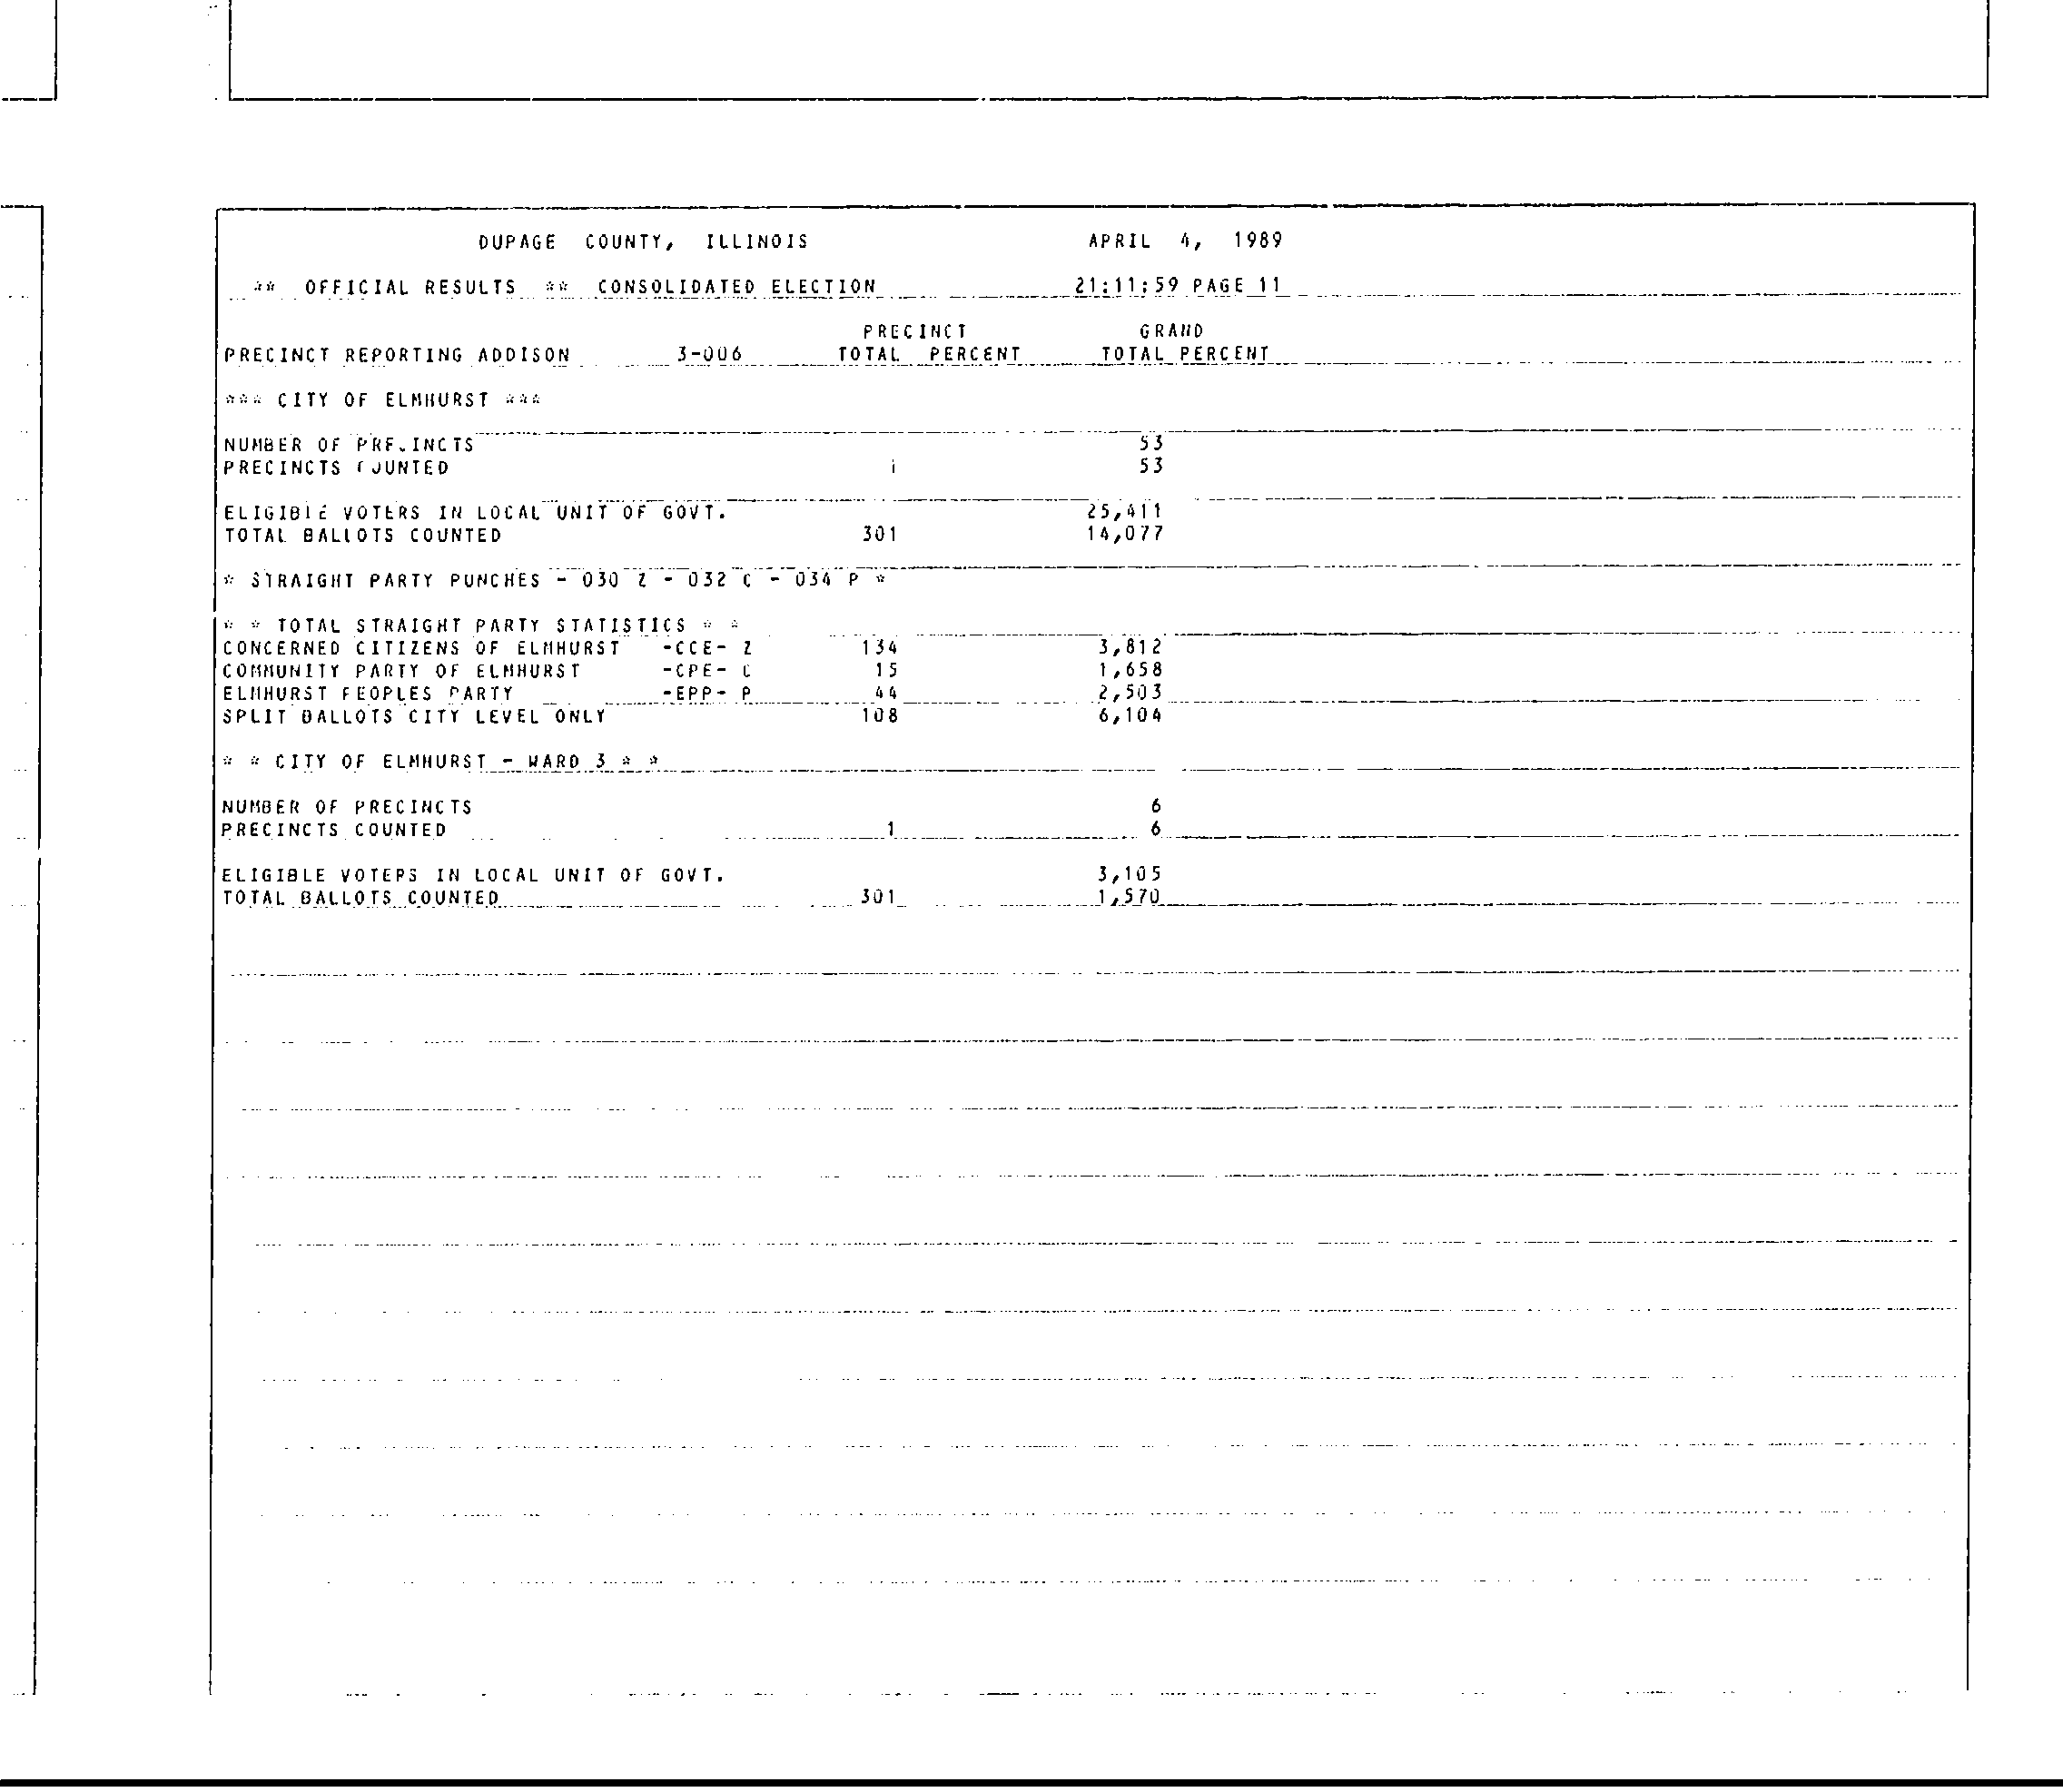 DUPAGE COUNTY, ILLINOIS APRIL 4, 1989
** OFFICIAL RESULTS ** CONSOLIDATED ELECTION 21:11:59 PAGE 11
PRECINCT GRAND
PRECINCT REPORTING ADDISON 3-006 TOTAL PERCENT TOTAL PERCENT
*** CITY OF ELMHURST ***
NUMBER OF PRECINCTS 53
PRECINCTS COUNTED 1 53
ELIGIBLE VOTERS IN LOCAL UNIT OF GOVT. 25,411
TOTAL BALLOTS COUNTED 301 14,077
* STRAIGHT PARTY PUNCHES - 030 Z - 032 C - 034 P *
* * TOTAL STRAIGHT PARTY STATISTICS * *
CONCERNED CITIZENS OF ELMHURST -CCE- Z 134 3,812
COMMUNITY PARTY OF ELMHURST -CPE- C 15 1,658
ELMHURST PEOPLES PARTY -EPP- P 44 2,503
SPLIT BALLOTS CITY LEVEL ONLY 108 6,104
* * CITY OF ELMHURST - WARD 3 * *
NUMBER OF PRECINCTS 6
PRECINCTS COUNTED 1 6
ELIGIBLE VOTERS IN LOCAL UNIT OF GOVT. 3,105
TOTAL BALLOTS COUNTED 301 1,570